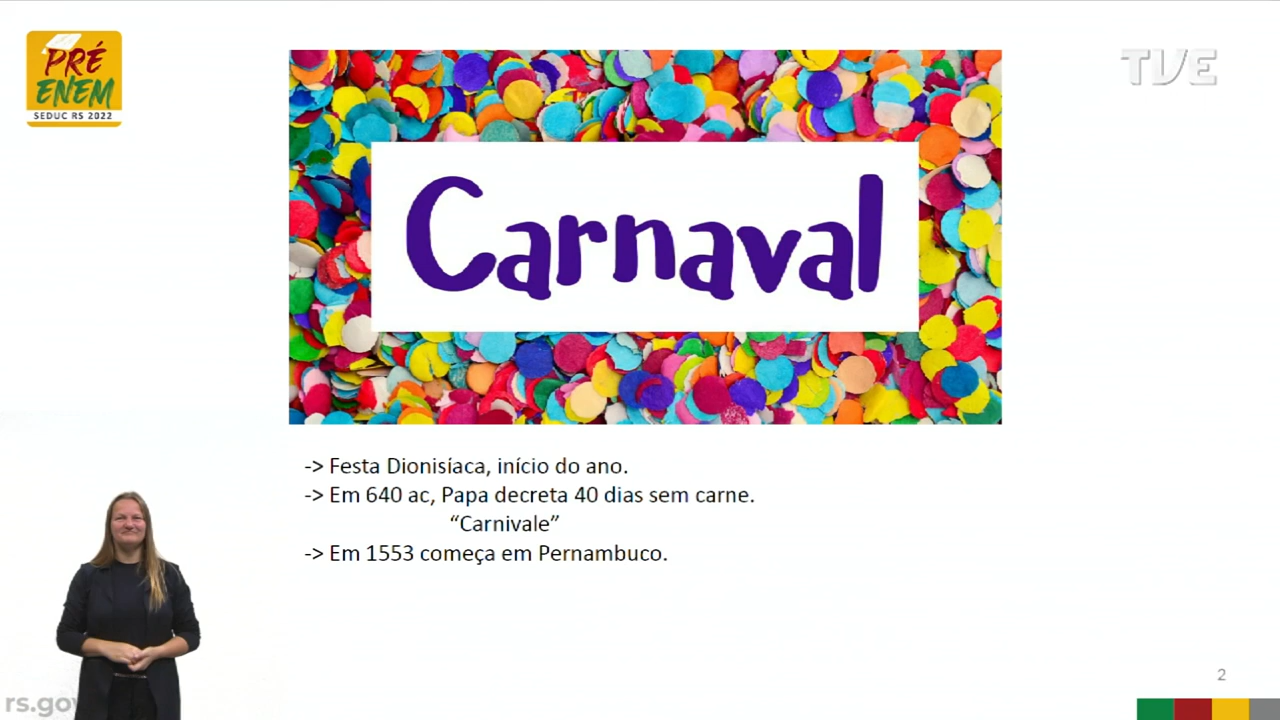 PRÉ
ENEM
SEDUC RS 2022
TVE
Carnaval
-> Festa Dionisíaca, início do ano.
-> Em 640 ac, Papa decreta 40 dias sem carne.
“Carnivale”
-> Em 1553 começa em Pernambuco.
rs.gov
2